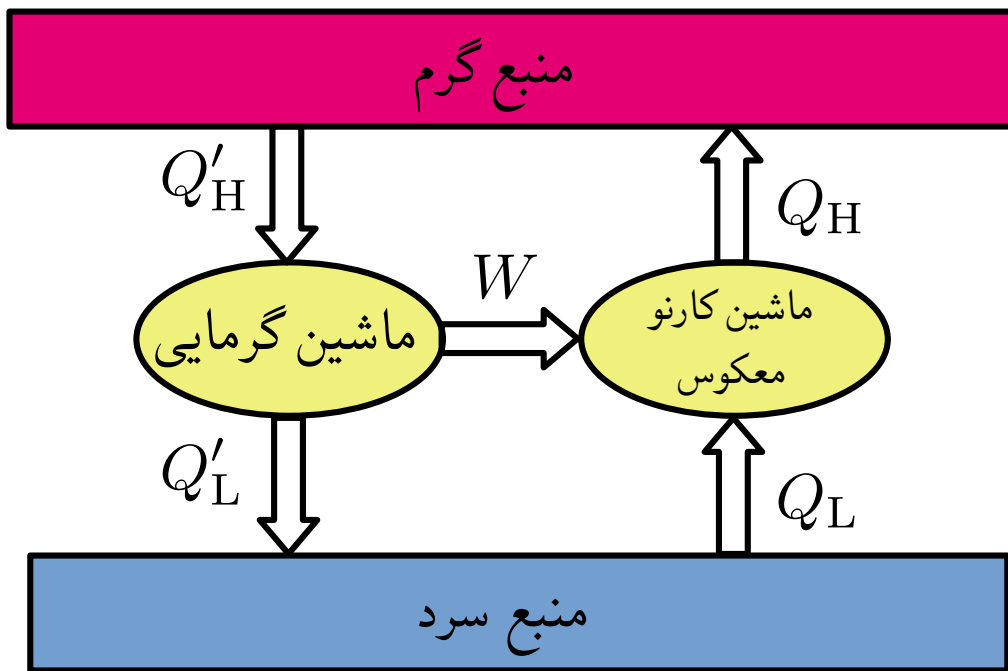 منبع گرم
Q′H
QH
W
ماشین گرمایی
ماشین کارنو
معکوس
Q′L
QL
منبع سرد